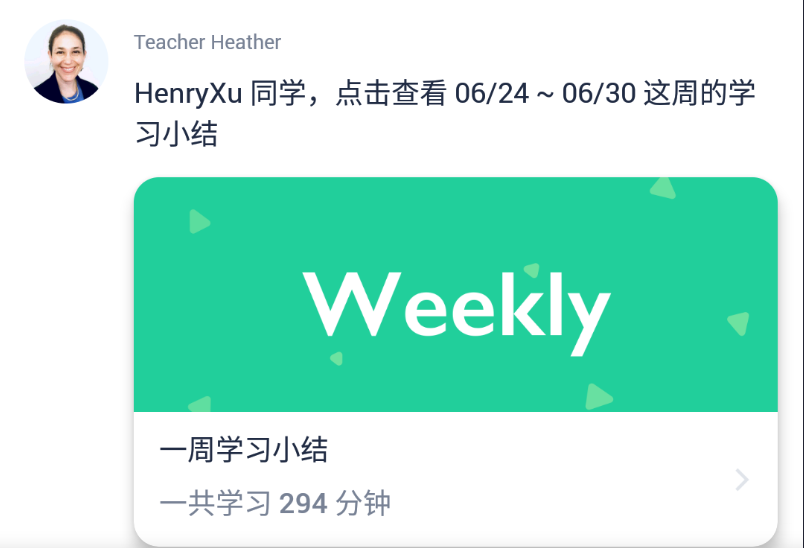 Teacher Heather
HenryXu 同学，点击查看 06/24 ~ 06/30 这周的学
习小结
Weekly
一周学习小结
一共学习 294 分钟